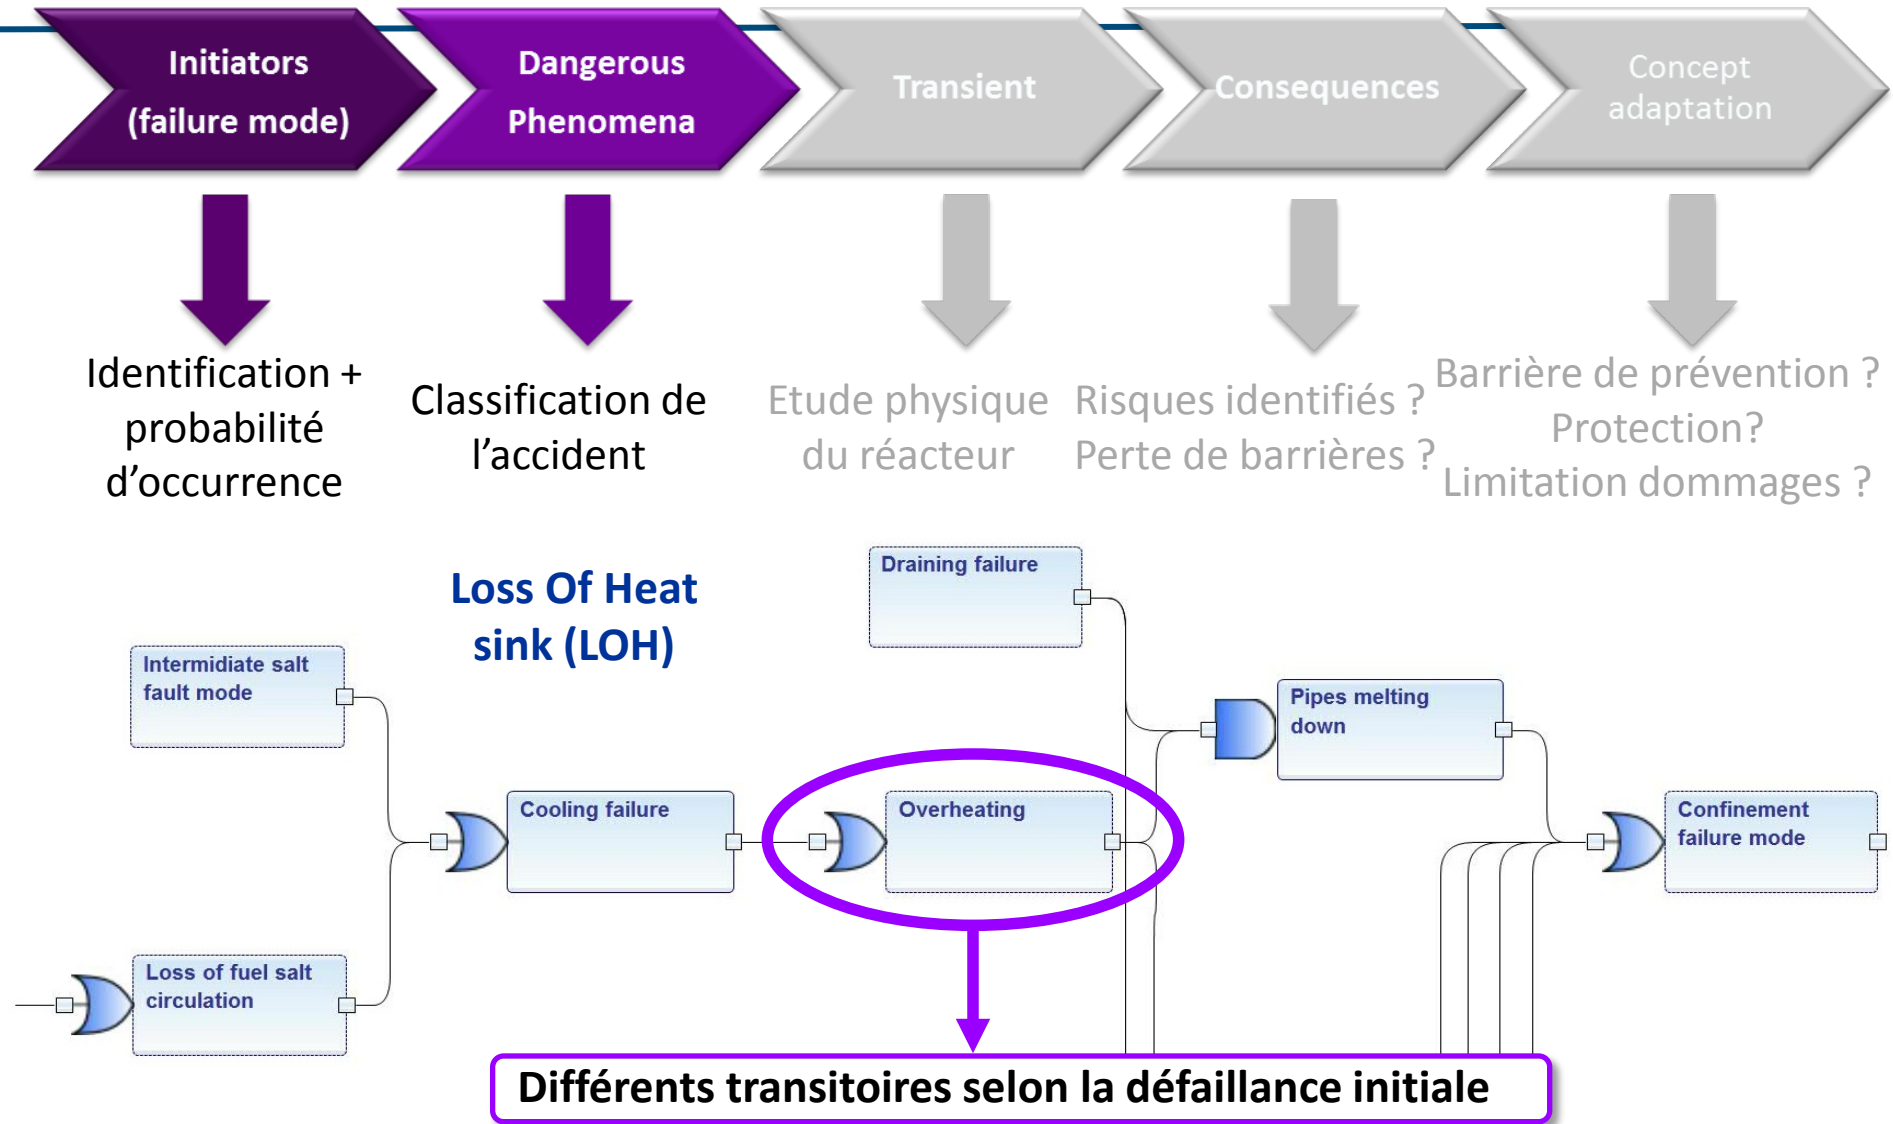 Initiators
(failure mode)
Dangerous
Phenomena
Transient
Consequences
Concept
adaptation
Identification +
probabilité
d’occurrence
Classification de
l’accident
Etude physique
du réacteur
Risques identifiés ?
Perte de barrières ?
Barrière de prévention ?
Protection?
Limitation dommages ?
Loss Of Heat
sink (LOH)
Draining failure
Intermidiate salt
fault mode
Pipes melting
down
Cooling failure
Overheating
Confinement
failure mode
Loss of fuel salt
circulation
Différents transitoires selon la défaillance initiale